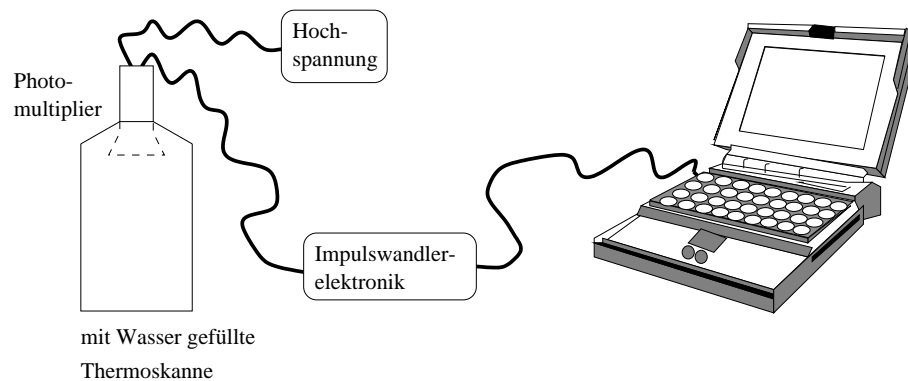 Hoch-
spannung
Photo-
multiplier
Impulswandler-
elektronik
mit Wasser gefüllte
Thermoskanne